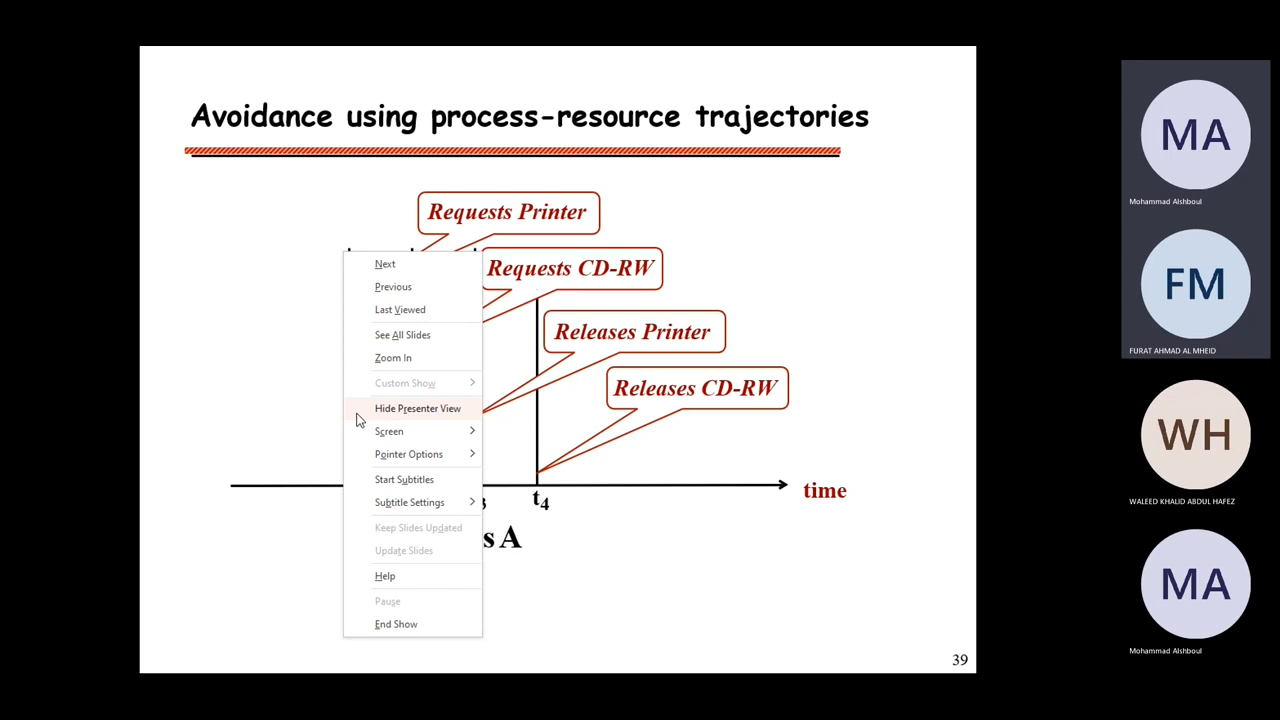 Avoidance using process-resource trajectories
Requests Printer
Requests CD-RW
Releases Printer
Releases CD-RW
Next
Previous
Last Viewed
See All Slides
Zoom In
Custom Show
Hide Presenter View
Screen
Pointer Options
Start Subtitles
Subtitle Settings
Keep Slides Updated
Update Slides
Help
Pause
End Show
3
t4
time
s A
39
MA
Mohammad Alshboul
FM
FURAT AHMAD AL MHEID
WH
WALEED KHALID ABDUL HAFEZ
MA
Mohammad Alshboul